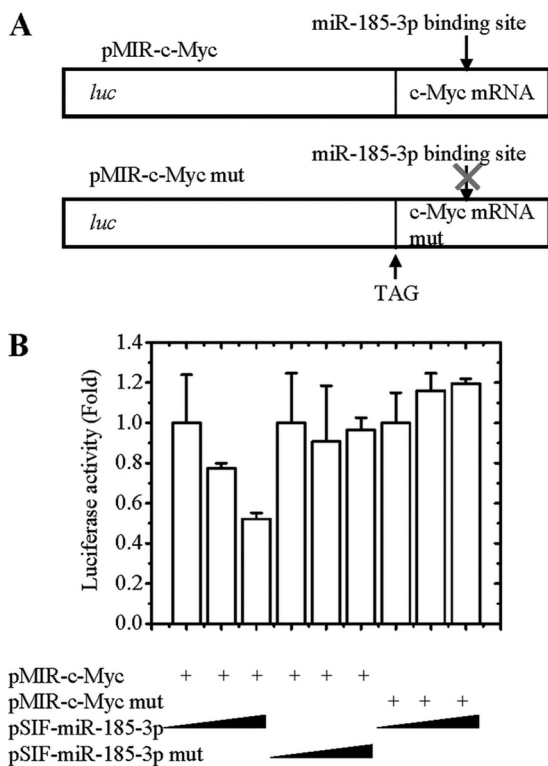 A
miR-185-3p binding site
pMIR-c-Myc
luc
c-Myc mRNA
miR-185-3p binding site
pMIR-c-Myc mut
luc
c-Myc mRNA
mut
TAG
B
Luciferase activity (Fold)
1.4
1.2
1.0
0.8
0.6
0.4
0.2
0.0
pMIR-c-Myc + + + + + +
pMIR-c-Myc mut + + +
pSIF-miR-185-3p
pSIF-miR-185-3p mut